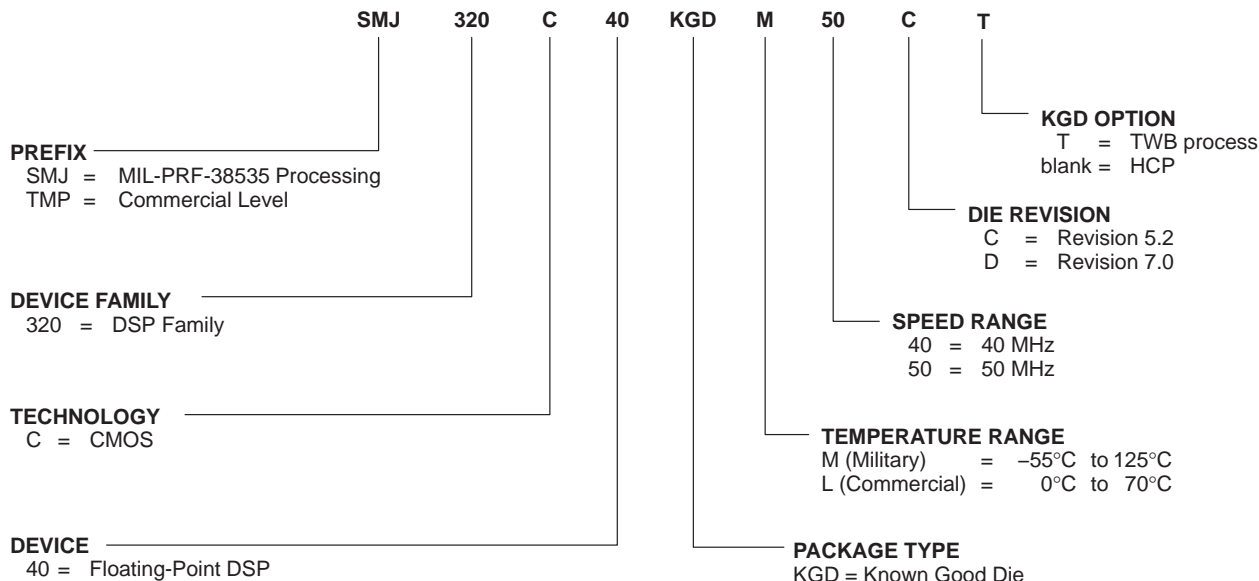 SMJ 320 C 40 KGD M 50 C T
PREFIX
SMJ = MIL-PRF-38535 Processing
TMP = Commercial Level
DEVICE FAMILY
320 = DSP Family
TECHNOLOGY
C = CMOS
DEVICE
40 = Floating-Point DSP
KGD OPTION
T = TWB process
blank = HCP
DIE REVISION
C = Revision 5.2
D = Revision 7.0
SPEED RANGE
40 = 40 MHz
50 = 50 MHz
TEMPERATURE RANGE
M (Military) = –55°C to 125°C
L (Commercial) = 0°C to 70°C
PACKAGE TYPE
KGD = Known Good Die